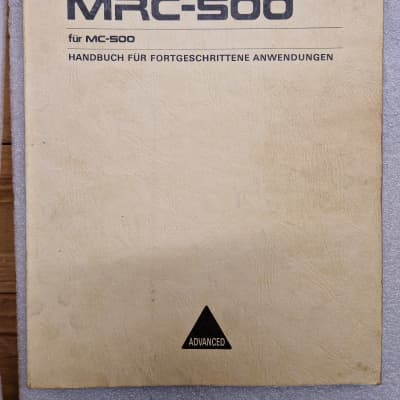 MRC-500
für MC-500
HANDBUCH FÜR FORTGESCHRITTENE ANWENDUNGEN
ADVANCED